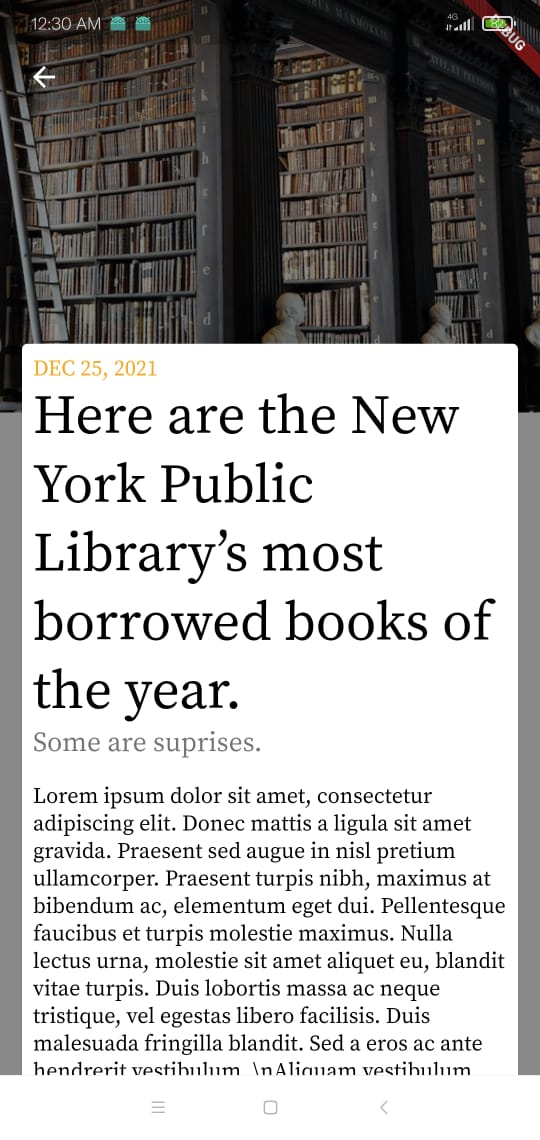 12:30 AM
4G
DEBUG
DEC 25, 2021
Here are the New
York Public
Library’s most
borrowed books of
the year.
Some are suprises.
Lorem ipsum dolor sit amet, consectetur
adipiscing elit. Donec mattis a ligula sit amet
gravida. Praesent sed augue in nisl pretium
ullamcorper. Praesent turpis nibh, maximus at
bibendum ac, elementum eget dui. Pellentesque
faucibus et turpis molestie maximus. Nulla
lectus urna, molestie sit amet aliquet eu, blandit
vitae turpis. Duis lobortis massa ac neque
tristique, vel egestas libero facilisis. Duis
malesuada fringilla blandit. Sed a eros ac ante
hendrerit vestibulum. \nAliquam vestibulum